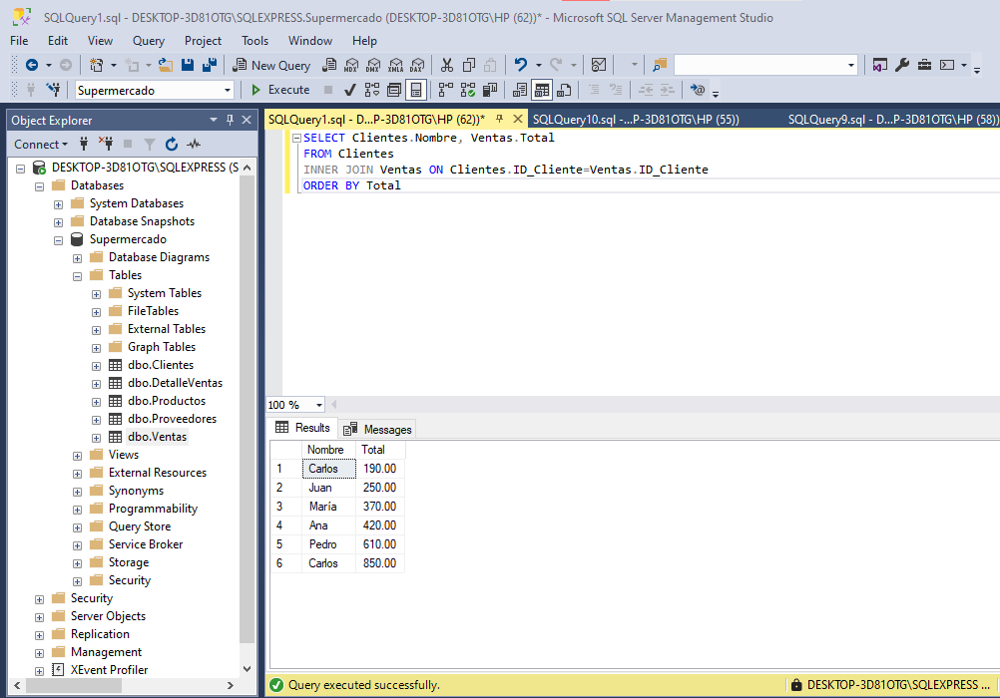 SQLQuery1.sql - DESKTOP-3D81OTG\SQLEXPRESS.Supermercado (DESKTOP-3D81OTG\HP (62))* - Microsoft SQL Server Management Studio
File Edit View Query Project Tools Window Help
New Query MDX DMX XMLA DAX
Supermercado Execute
Object Explorer
Connect
DESKTOP-3D81OTG\SQLEXPRESS (S
Databases
System Databases
Database Snapshots
Supermercado
Database Diagrams
Tables
System Tables
FileTables
External Tables
Graph Tables
dbo.Clientes
dbo.DetalleVentas
dbo.Productos
dbo.Proveedores
dbo.Ventas
Views
External Resources
Synonyms
Programmability
Query Store
Service Broker
Storage
Security
Security
Server Objects
Replication
Management
XEvent Profiler
SQLQuery1.sql - D...P-3D81OTG\HP (62))* SQLQuery10.sql -...P-3D81OTG\HP (55)) SQLQuery9.sql - D...P-3D81OTG\HP (58))
SELECT Clientes.Nombre, Ventas.Total
FROM Clientes
INNER JOIN Ventas ON Clientes.ID_Cliente=Ventas.ID_Cliente
ORDER BY Total
100 %
Results Messages
Nombre Total
1 Carlos 190.00
2 Juan 250.00
3 María 370.00
4 Ana 420.00
5 Pedro 610.00
6 Carlos 850.00
Query executed successfully. DESKTOP-3D81OTG\SQLEXPRESS ...